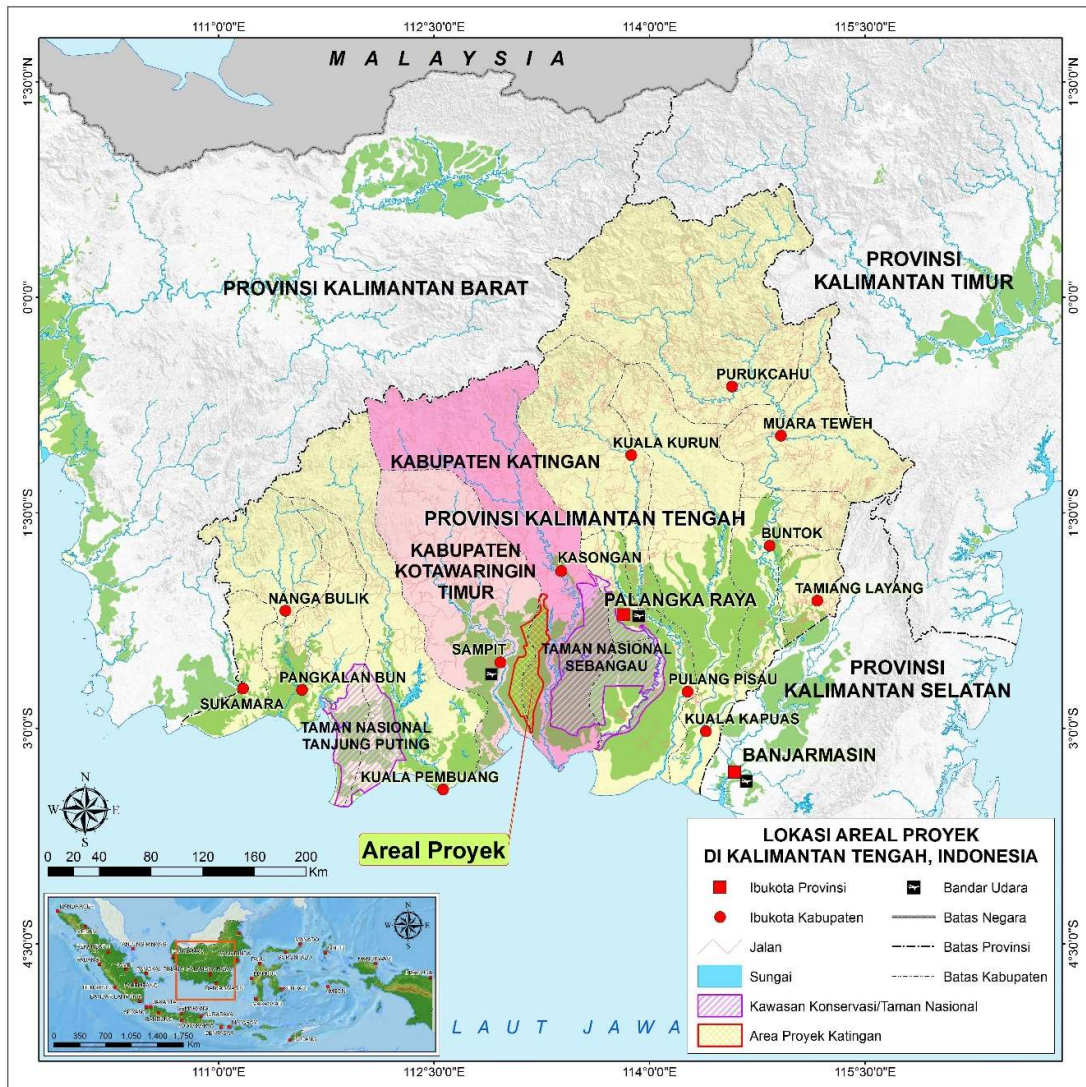 111°0'0"E
112°30'0"E
114°0'0"E
115°30'0"E
MALAYSIA
1°30'0"N
1°30'0"N
PROVINSI KALIMANTAN BARAT
PROVINSI
KALIMANTAN TIMUR
0°0'0"
0°0'0"
PURUKCAHU
MUARA TEWEH
KUALA KURUN
KABUPATEN KATINGAN
1°30'0"S
1°30'0"S
PROVINSI KALIMANTAN TENGAH
BUNTOK
KABUPATEN
KOTAWARINGIN
TIMUR
KASONGAN
TAMIANG LAYANG
NANGA BULIK
PALANGKA RAYA
SAMPIT
TAMAN NASIONAL
SEBANGAU
PROVINSI
KALIMANTAN SELATAN
PANGKALAN BUN
SUKAMARA
PULANG PISAU
TAMAN NASIONAL
TANJUNG PUTING
KUALA KAPUAS
3°0'0"S
3°0'0"S
BANJARMASIN
KUALA PEMBUANG
N
W
E
S
Areal Proyek
0 20 40 80 120 160 200
Km
LOKASI AREAL PROYEK
DI KALIMANTAN TENGAH, INDONESIA
Ibukota Provinsi
Bandar Udara
Ibukota Kabupaten
Batas Negara
Jalan
Batas Provinsi
Sungai
Batas Kabupaten
Kawasan Konservasi/Taman Nasional
Area Proyek Katingan
4°30'0"S
4°30'0"S
N
W
E
S
0 350 700 1,050 1,400 1,750
Km
LAUT JAWA
111°0'0"E
112°30'0"E
114°0'0"E
115°30'0"E